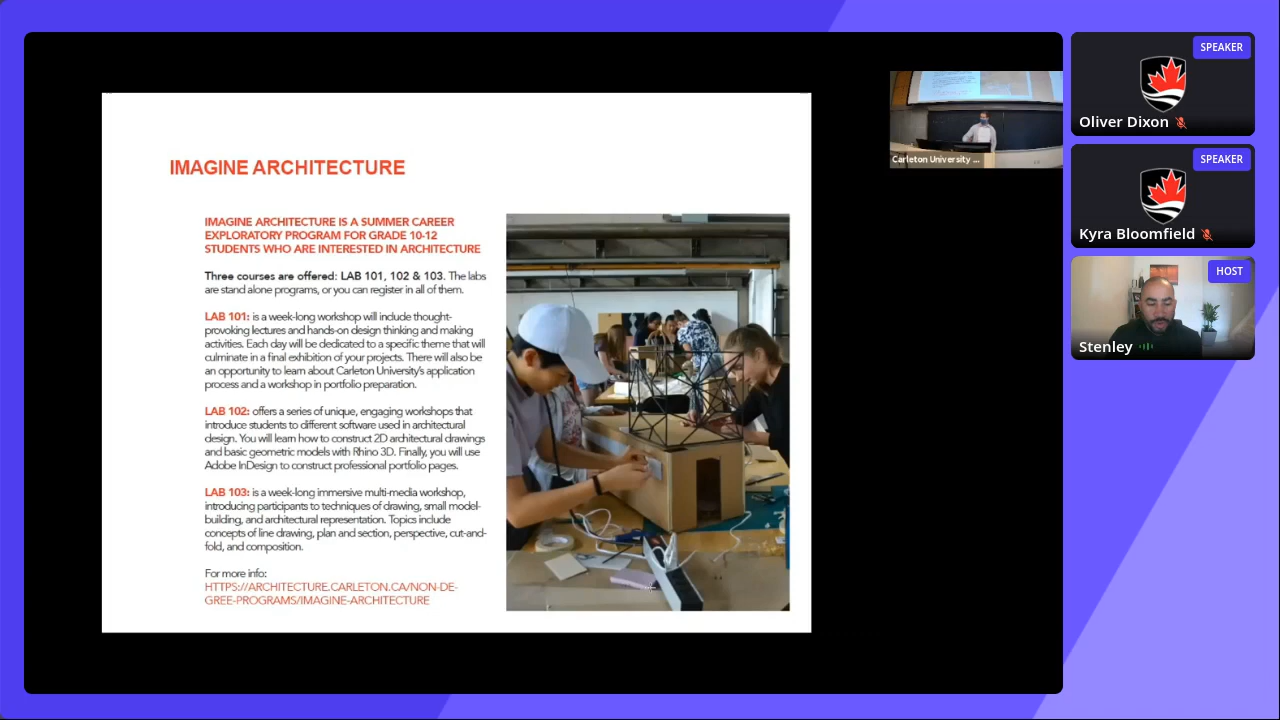 IMAGINE ARCHITECTURE
IMAGINE ARCHITECTURE IS A SUMMER CAREER
EXPLORATORY PROGRAM FOR GRADE 10-12
STUDENTS WHO ARE INTERESTED IN ARCHITECTURE
Three courses are offered: LAB 101, 102 & 103. The labs
are stand alone programs, or you can register in all of them.
LAB 101: is a week-long workshop will include thought-
provoking lectures and hands-on design thinking and making
activities. Each day will be dedicated to a specific theme that will
culminate in a final exhibition of your projects. There will also be
an opportunity to learn about Carleton University's application
process and a workshop in portfolio preparation.
LAB 102: offers a series of unique, engaging workshops that
introduce students to different software used in architectural
design. You will learn how to construct 2D architectural drawings
and basic geometric models with Rhino 3D. Finally, you will use
Adobe InDesign to construct professional portfolio pages.
LAB 103: is a week-long immersive multi-media workshop,
introducing participants to techniques of drawing, small model-
building, and architectural representation. Topics include
concepts of line drawing, plan and section, perspective, cut-and-
fold, and composition.
For more info:
HTTPS://ARCHITECTURE.CARLETON.CA/NON-DE-
GREE-PROGRAMS/IMAGINE-ARCHITECTURE
Carleton University ...
SPEAKER
Oliver Dixon
SPEAKER
Kyra Bloomfield
HOST
Stenley